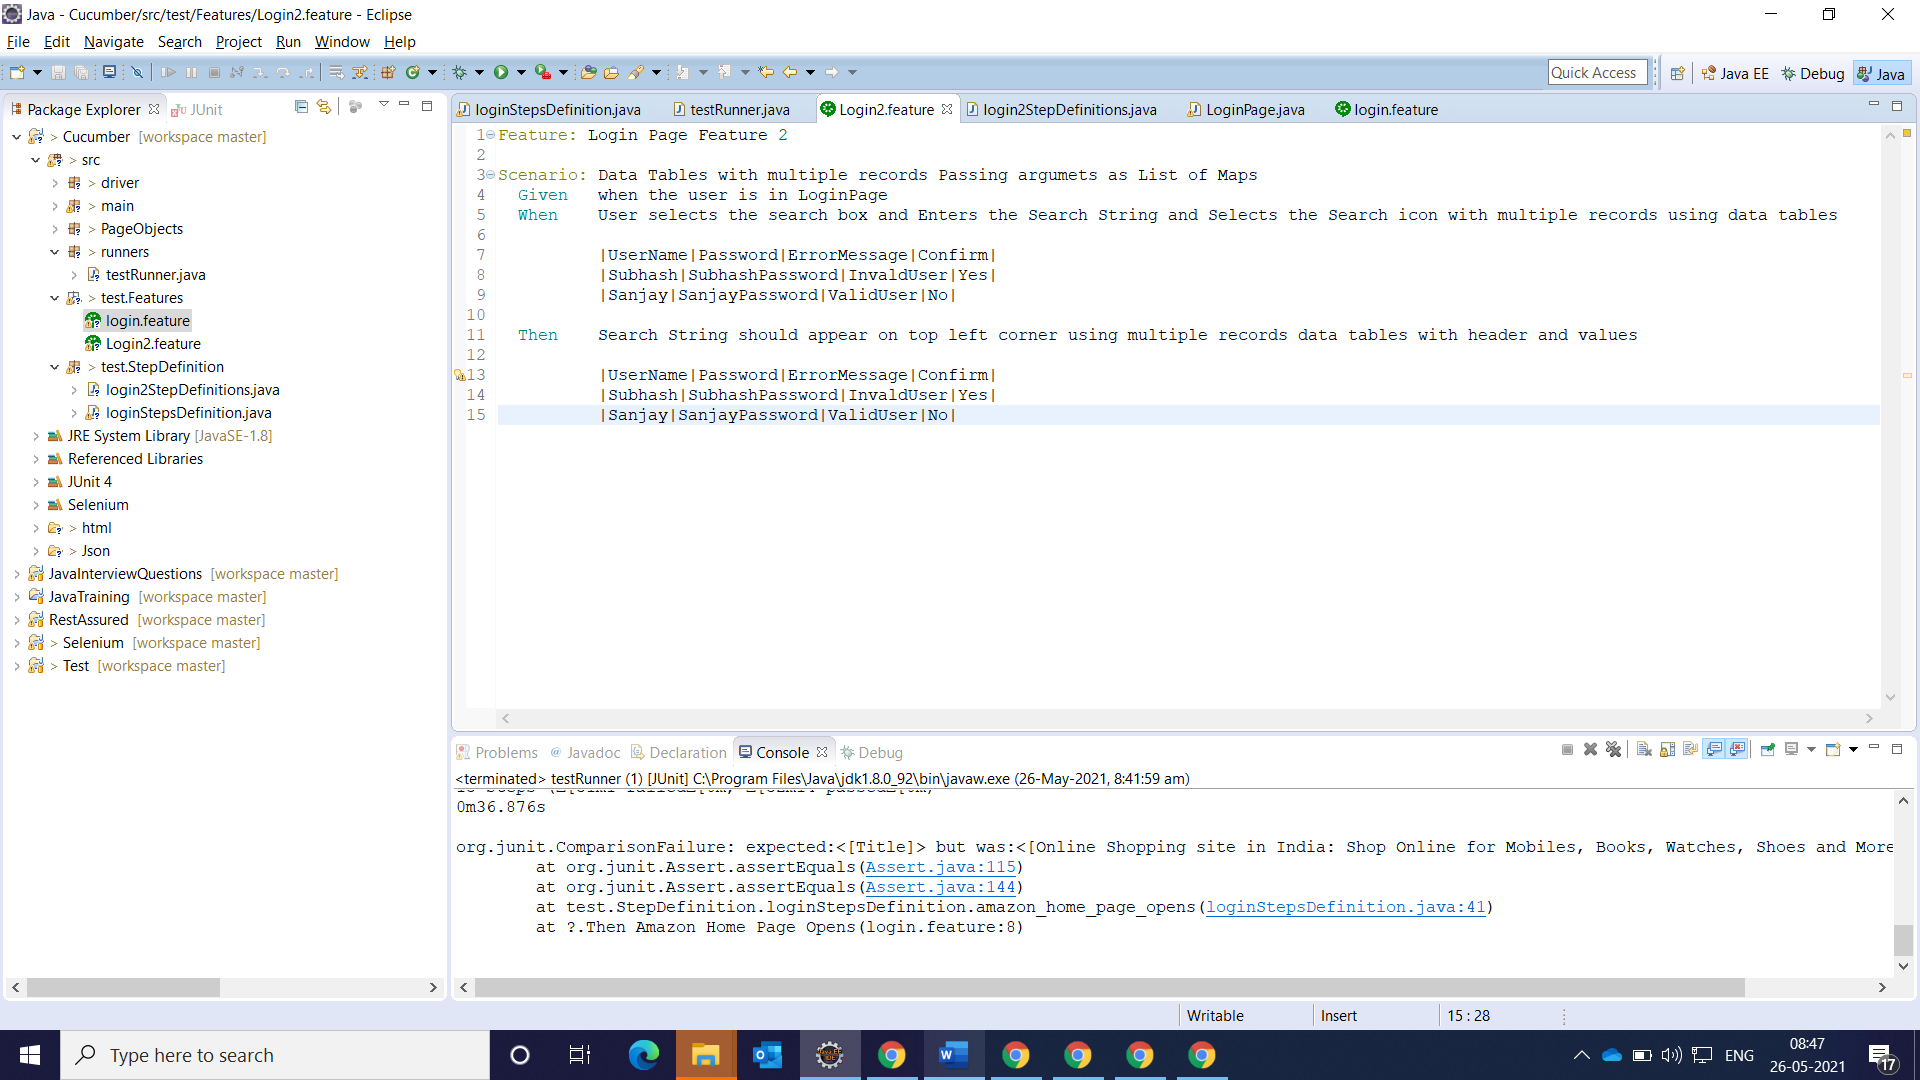 Java - Cucumber/src/test/Features/Login2.feature - Eclipse
File Edit Navigate Search Project Run Window Help
Quick Access
Java EE
Debug
Java
Package Explorer
JUnit
> Cucumber [workspace master]
> src
> driver
> main
> PageObjects
> runners
testRunner.java
> test.Features
login.feature
Login2.feature
> test.StepDefinition
login2StepDefinitions.java
loginStepsDefinition.java
JRE System Library [JavaSE-1.8]
Referenced Libraries
JUnit 4
Selenium
> html
> Json
JavaInterviewQuestions [workspace master]
JavaTraining [workspace master]
RestAssured [workspace master]
> Selenium [workspace master]
> Test [workspace master]
loginStepsDefinition.java testRunner.java Login2.feature login2StepDefinitions.java LoginPage.java login.feature
1 Feature: Login Page Feature 2
2
3 Scenario: Data Tables with multiple records Passing argumets as List of Maps
4 Given when the user is in LoginPage
5 When User selects the search box and Enters the Search String and Selects the Search icon with multiple records using data tables
6
7 |UserName|Password|ErrorMessage|Confirm|
8 |Subhash|SubhashPassword|InvaldUser|Yes|
9 |Sanjay|SanjayPassword|ValidUser|No|
10
11 Then Search String should appear on top left corner using multiple records data tables with header and values
12
13 |UserName|Password|ErrorMessage|Confirm|
14 |Subhash|SubhashPassword|InvaldUser|Yes|
15 |Sanjay|SanjayPassword|ValidUser|No|
Problems Javadoc Declaration Console Debug
<terminated> testRunner (1) [JUnit] C:\Program Files\Java\jdk1.8.0_92\bin\javaw.exe (26-May-2021, 8:41:59 am)
0m36.876s
org.junit.ComparisonFailure: expected:<[Title]> but was:<[Online Shopping site in India: Shop Online for Mobiles, Books, Watches, Shoes and More
at org.junit.Assert.assertEquals(Assert.java:115)
at org.junit.Assert.assertEquals(Assert.java:144)
at test.StepDefinition.loginStepsDefinition.amazon_home_page_opens(loginStepsDefinition.java:41)
at ?.Then Amazon Home Page Opens(login.feature:8)
Writable Insert 15 : 28
Type here to search
ENG
08:47
26-05-2021
17